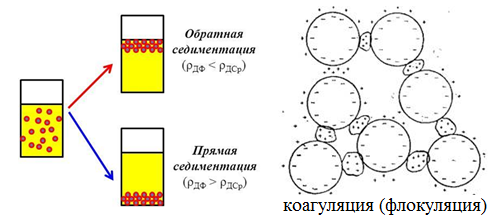 Обратная
седиментация
(ρДФ < ρДСр)
Прямая
седиментация
(ρДФ > ρДСр)
коагуляция (флокуляция)